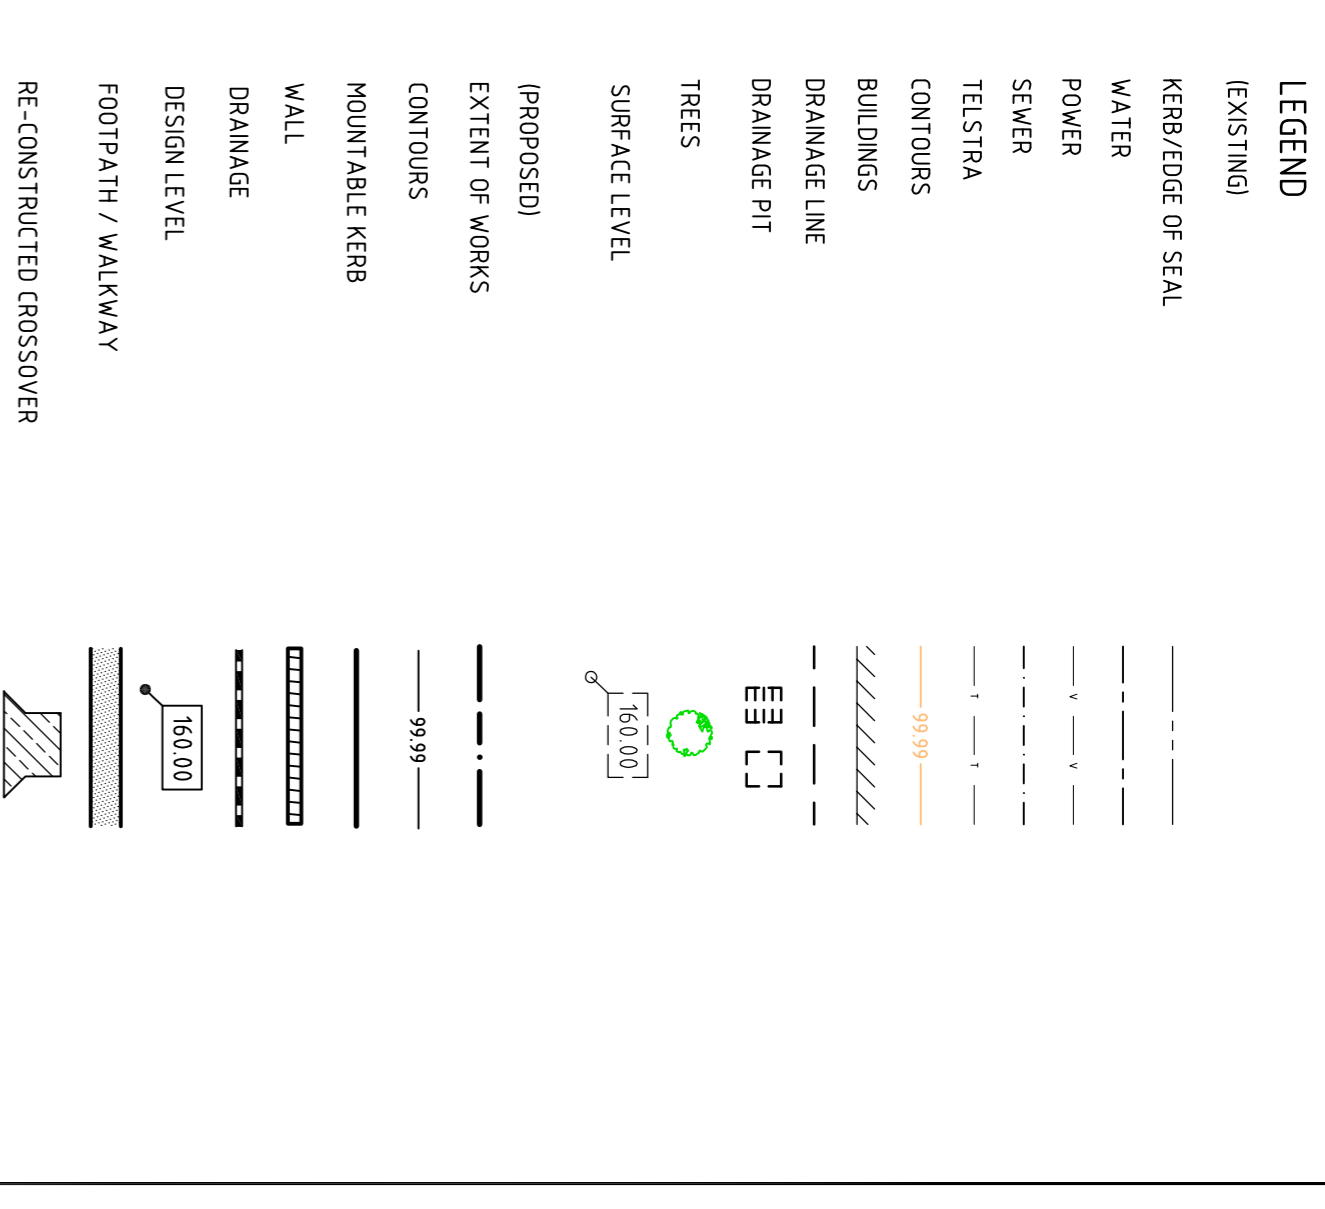 LEGEND
(EXISTING)
KERB/EDGE OF SEAL
WATER
POWER V V
SEWER
TELSTRA T T
CONTOURS 99.99
BUILDINGS
DRAINAGE LINE
DRAINAGE PIT
TREES
SURFACE LEVEL 160.00
(PROPOSED)
EXTENT OF WORKS
CONTOURS 99.99
MOUNTABLE KERB
WALL
DRAINAGE
DESIGN LEVEL 160.00
FOOTPATH / WALKWAY
RE-CONSTRUCTED CROSSOVER